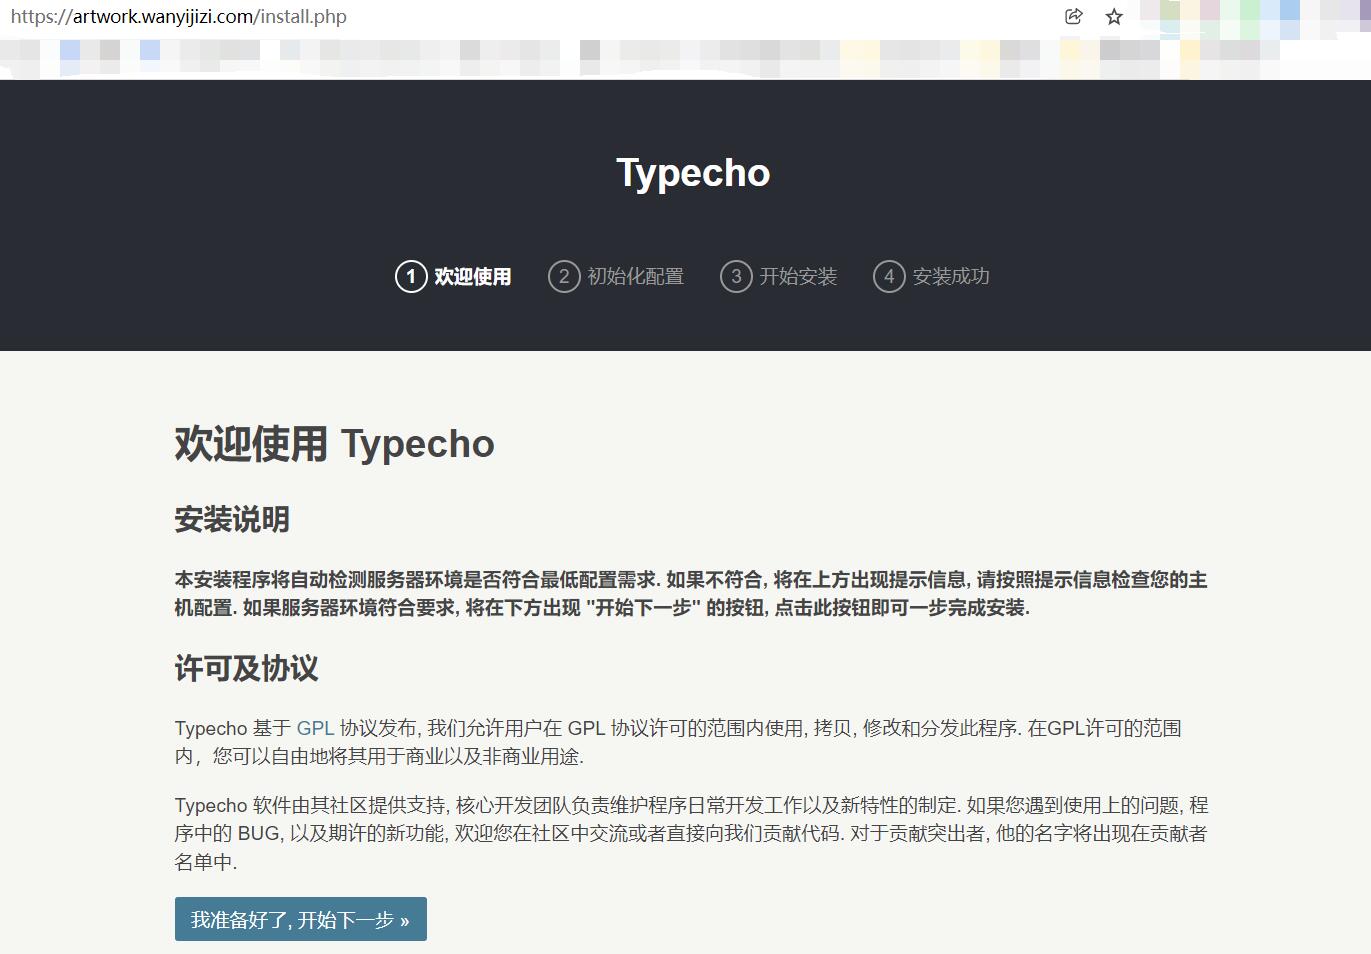 https://artwork.wanyijizi.com/install.php
Typecho
1 欢迎使用 2 初始化配置 3 开始安装 4 安装成功
欢迎使用 Typecho
安装说明
本安装程序将自动检测服务器环境是否符合最低配置需求. 如果不符合, 将在上方出现提示信息, 请按照提示信息检查您的主
机配置. 如果服务器环境符合要求, 将在下方出现 "开始下一步" 的按钮, 点击此按钮即可一步完成安装.
许可及协议
Typecho 基于 GPL 协议发布, 我们允许用户在 GPL 协议许可的范围内使用, 拷贝, 修改和分发此程序. 在GPL许可的范围
内，您可以自由地将其用于商业以及非商业用途.
Typecho 软件由其社区提供支持, 核心开发团队负责维护程序日常开发工作以及新特性的制定. 如果您遇到使用上的问题, 程
序中的 BUG, 以及期许的新功能, 欢迎您在社区中交流或者直接向我们贡献代码. 对于贡献突出者, 他的名字将出现在贡献者
名单中.
我准备好了, 开始下一步 »